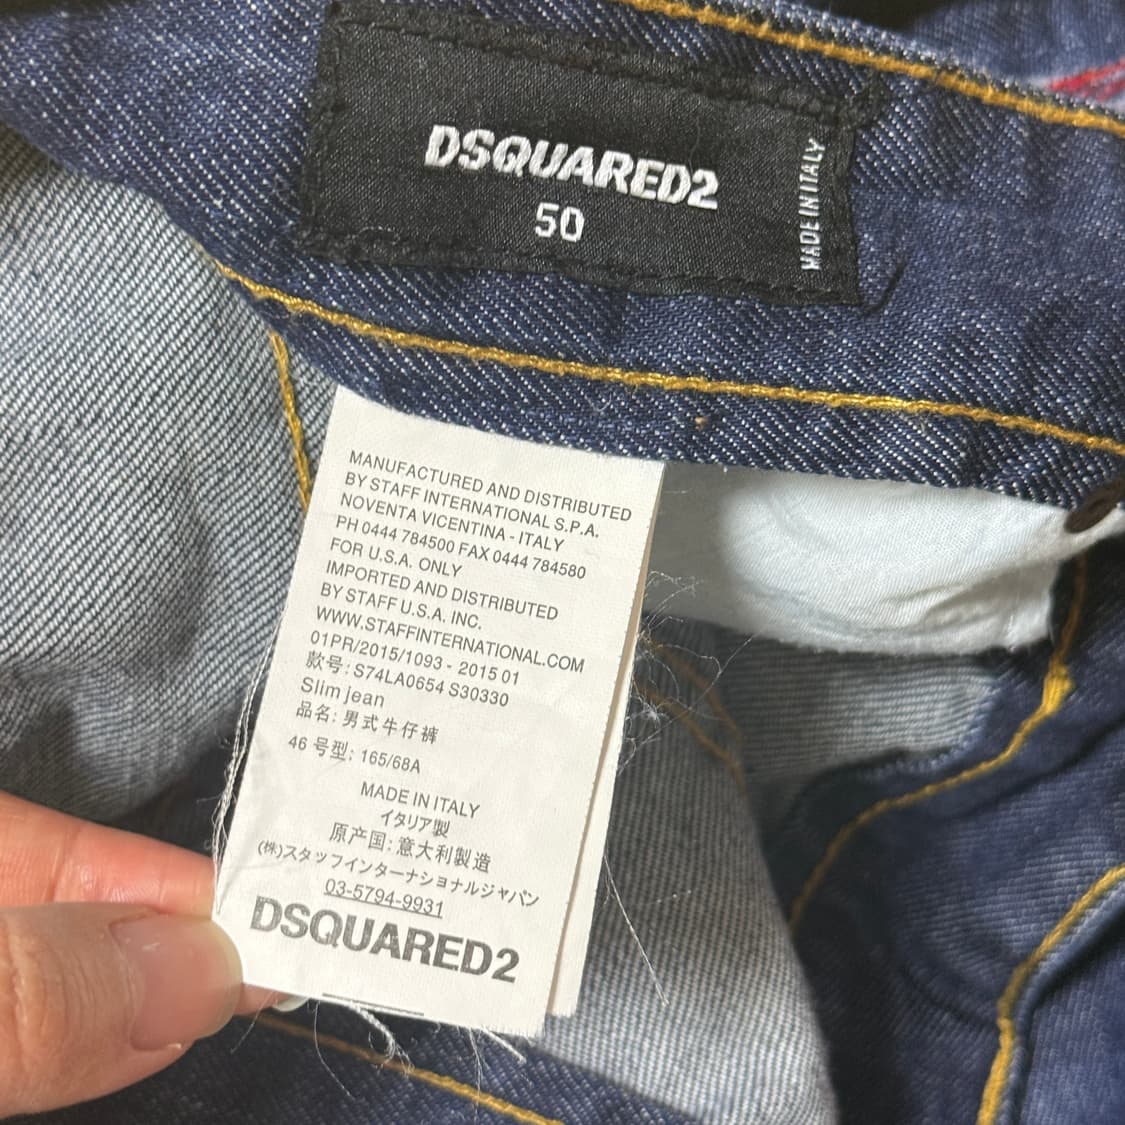 DSQUARED2
50
MADE IN ITALY
MANUFACTURED AND DISTRIBUTED
BY STAFF INTERNATIONAL S.P.A.
NOVENTA VICENTINA - ITALY
PH 0444 784500 FAX 0444 784580
FOR U.S.A. ONLY
IMPORTED AND DISTRIBUTED
BY STAFF U.S.A. INC.
WWW.STAFFINTERNATIONAL.COM
01PR/2015/1093 - 2015 01
款号: S74LA0654 S30330
Slim jean
品名: 男式牛仔裤
46 号型: 165/68A
MADE IN ITALY
イタリア製
原产国: 意大利製造
(株)スタッフインターナショナルジャパン
03-5794-9931
DSQUARED2